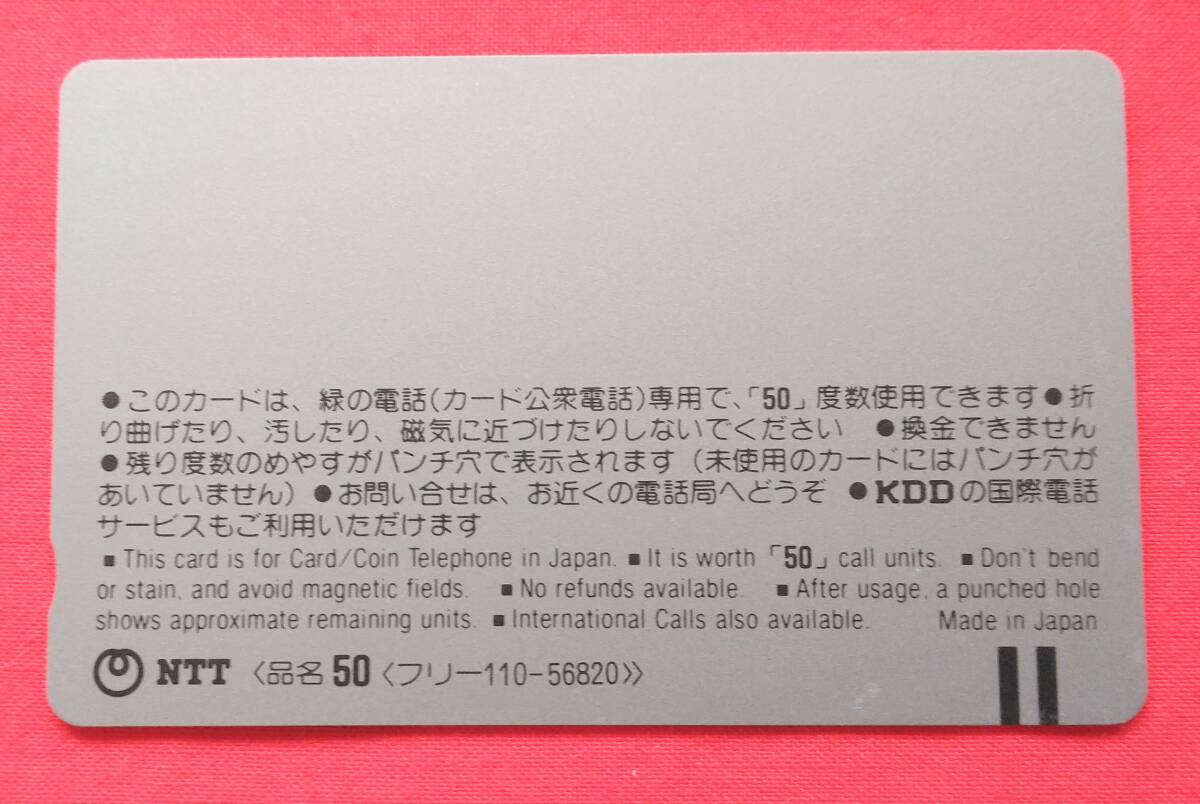 ●このカードは、緑の電話(カード公衆電話)専用で、「50」度数使用できます●折
り曲げたり、汚したり、磁気に近づけたりしないでください ●換金できません
●残り度数のめやすがパンチ穴で表示されます(未使用のカードにはパンチ穴が
あいていません)●お問い合せは、お近くの電話局へどうぞ ●KDDの国際電話
サービスもご利用いただけます
■ This card is for Card/Coin Telephone in Japan. ■ It is worth 「50」 call units. ■ Don't bend
or stain, and avoid magnetic fields. ■ No refunds available. ■ After usage, a punched hole
shows approximate remaining units. ■ International Calls also available. Made in Japan
NTT 〈品名 50 〈フリー110-56820〉〉